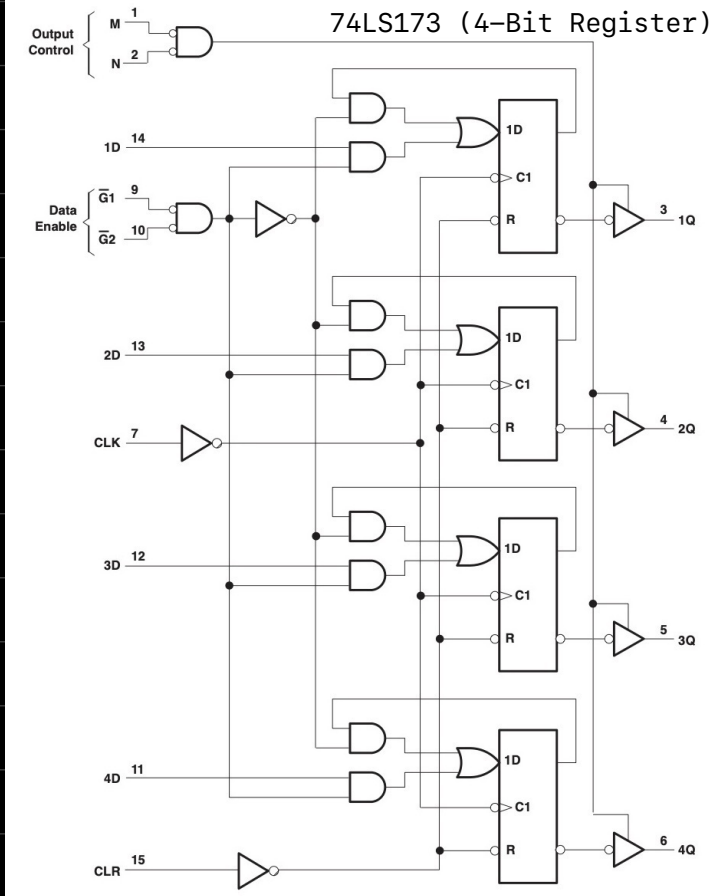 74LS173 (4-Bit Register)
Output
Control
M
1
N
2
1D
14
Data
Enable
G̅1
9
G̅2
10
2D
13
CLK
7
3D
12
4D
11
CLR
15
1D
C1
R
3
1Q
1D
C1
R
4
2Q
1D
C1
R
5
3Q
1D
C1
R
6
4Q